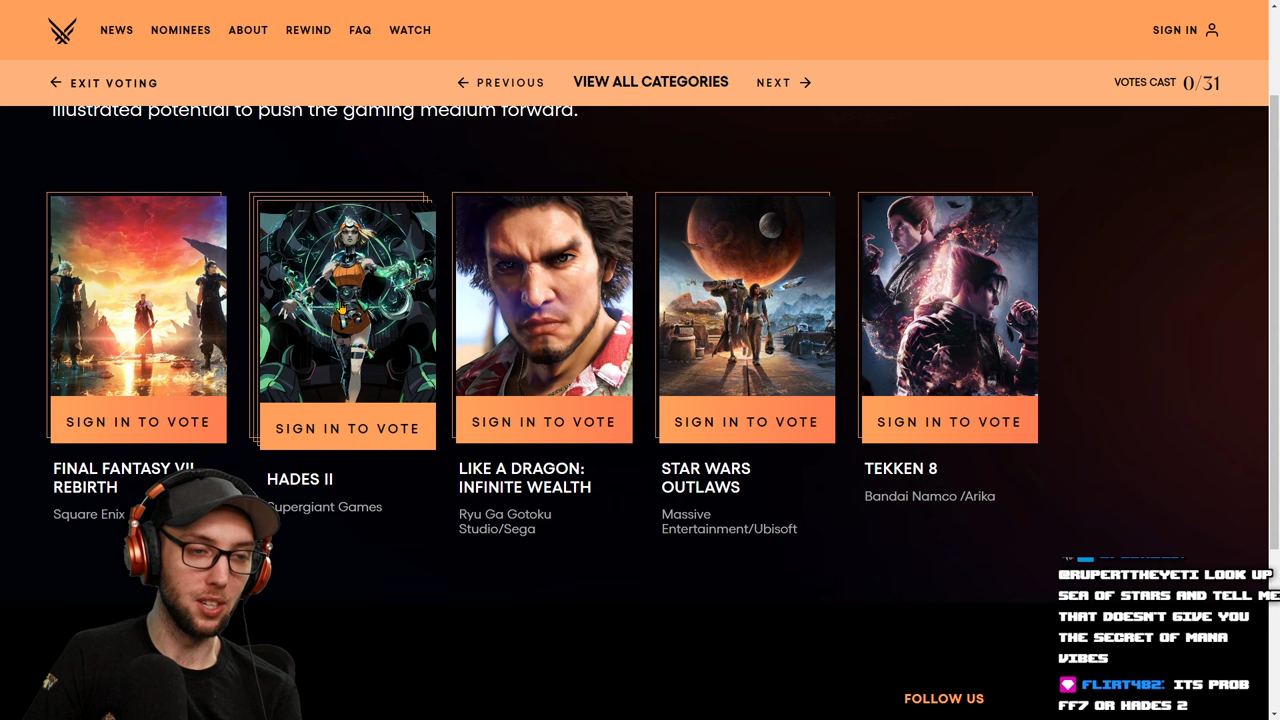 NEWS NOMINEES ABOUT REWIND FAQ WATCH SIGN IN
EXIT VOTING PREVIOUS VIEW ALL CATEGORIES NEXT VOTES CAST 0/31
illustrated potential to push the gaming medium forward.
SIGN IN TO VOTE
SIGN IN TO VOTE
SIGN IN TO VOTE
SIGN IN TO VOTE
SIGN IN TO VOTE
FINAL FANTASY VII
REBIRTH
Square Enix
HADES II
Supergiant Games
LIKE A DRAGON:
INFINITE WEALTH
Ryu Ga Gotoku
Studio/Sega
STAR WARS
OUTLAWS
Massive
Entertainment/Ubisoft
TEKKEN 8
Bandai Namco /Arika
@RUPERTTHEYETI LOOK UP
SEA OF STARS AND TELL ME
THAT DOESN'T GIVE YOU
THE SECRET OF MANA
VIBES
FLIRT482: ITS PROB
FF7 OR HADES 2
FOLLOW US